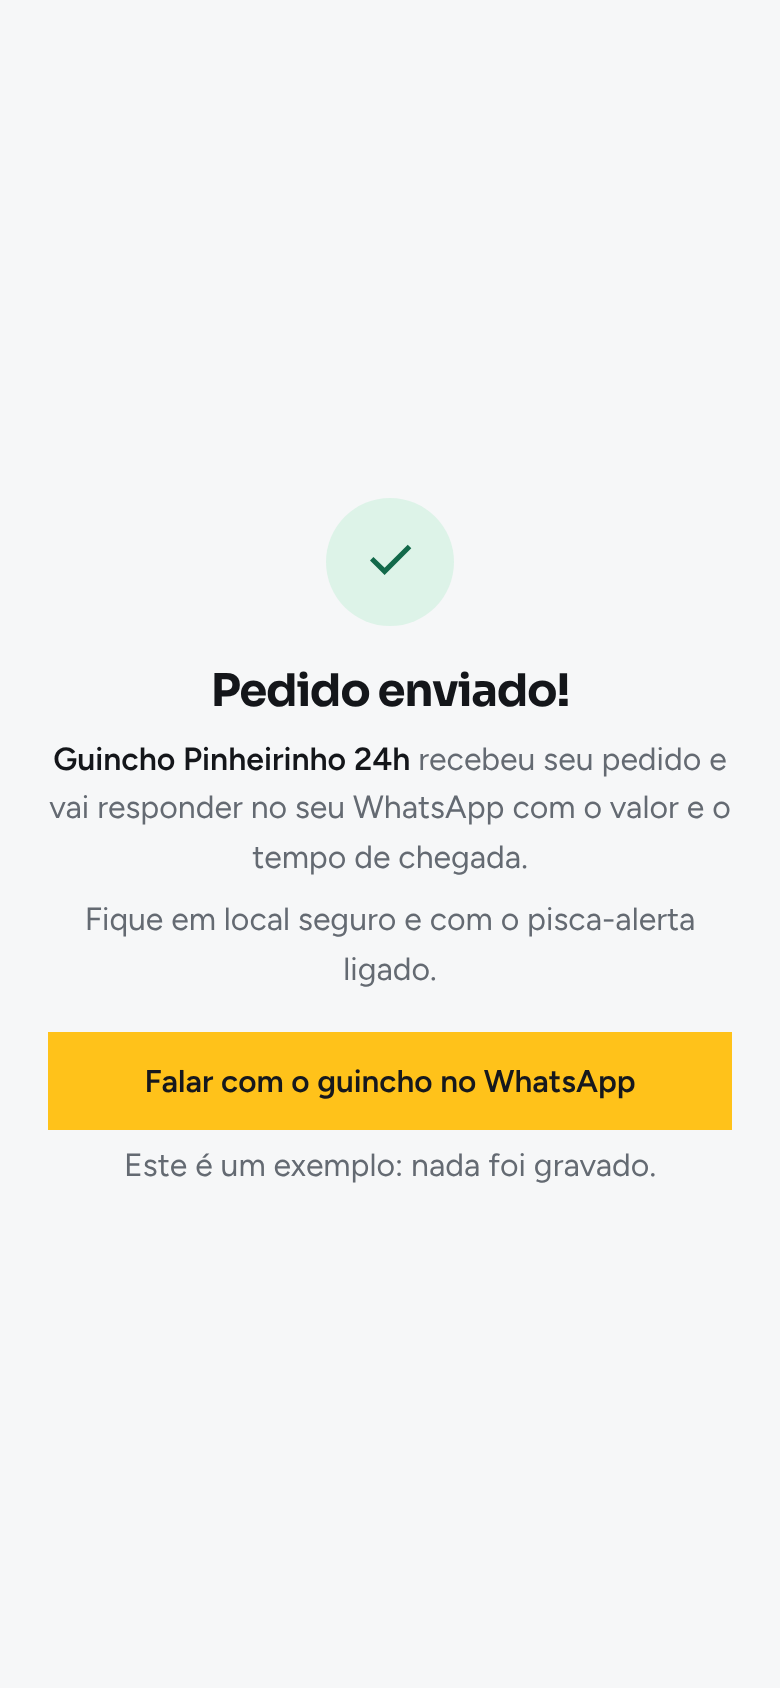 Pedido enviado!
Guincho Pinheirinho 24h recebeu seu pedido e
vai responder no seu WhatsApp com o valor e o
tempo de chegada.
Fique em local seguro e com o pisca-alerta
ligado.
Falar com o guincho no WhatsApp
Este é um exemplo: nada foi gravado.